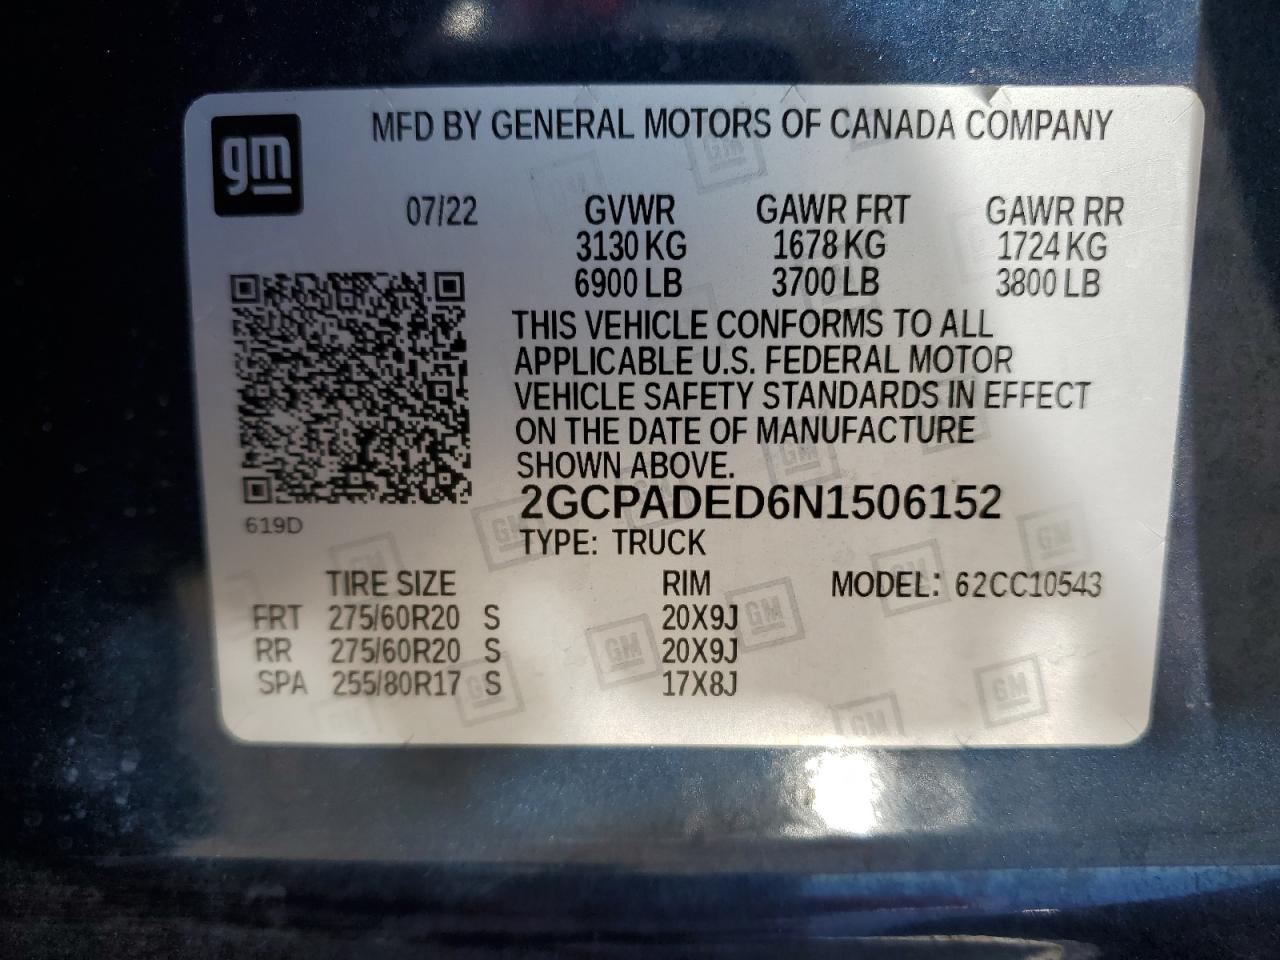 gm
MFD BY GENERAL MOTORS OF CANADA COMPANY
07/22 GVWR GAWR FRT GAWR RR
3130 KG 1678 KG 1724 KG
6900 LB 3700 LB 3800 LB
THIS VEHICLE CONFORMS TO ALL
APPLICABLE U.S. FEDERAL MOTOR
VEHICLE SAFETY STANDARDS IN EFFECT
ON THE DATE OF MANUFACTURE
SHOWN ABOVE.
2GCPADED6N1506152
619D
TYPE: TRUCK
TIRE SIZE RIM MODEL: 62CC10543
FRT 275/60R20 S 20X9J
RR 275/60R20 S 20X9J
SPA 255/80R17 S 17X8J